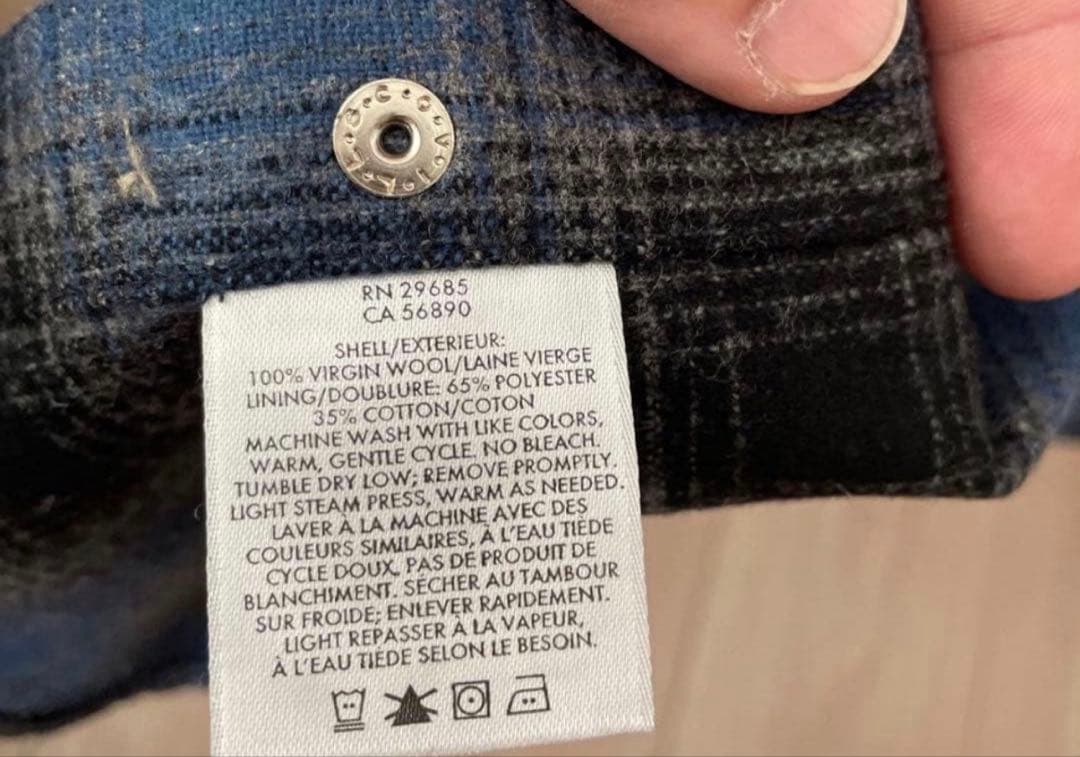 RN 29685
CA 56890
SHELL/EXTERIEUR:
100% VIRGIN WOOL/LAINE VIERGE
LINING/DOUBLURE: 65% POLYESTER
35% COTTON/COTON
MACHINE WASH WITH LIKE COLORS,
WARM, GENTLE CYCLE. NO BLEACH.
TUMBLE DRY LOW; REMOVE PROMPTLY.
LIGHT STEAM PRESS, WARM AS NEEDED.
LAVER À LA MACHINE AVEC DES
COULEURS SIMILAIRES, À L'EAU TIÈDE
CYCLE DOUX. PAS DE PRODUIT DE
BLANCHIMENT. SÉCHER AU TAMBOUR
SUR FROIDE; ENLEVER RAPIDEMENT.
LIGHT REPASSER À LA VAPEUR,
À L'EAU TIEDE SELON LE BESOIN.